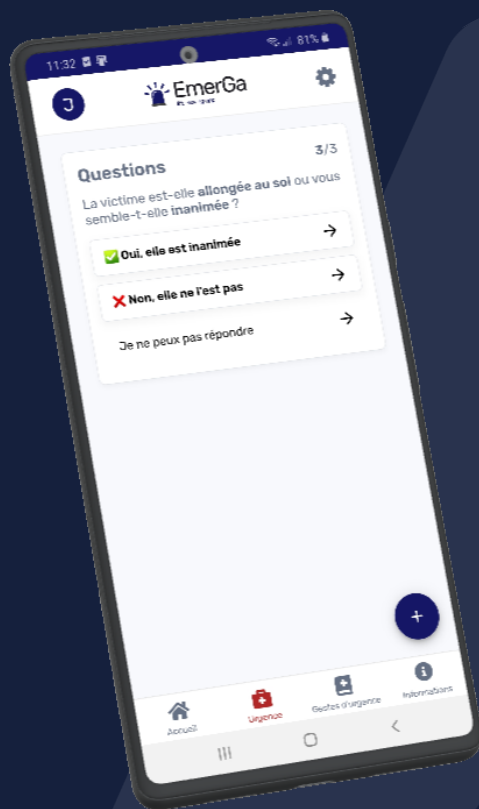 11:32
81%
J
EmerGa
Questions
3/3
La victime est-elle allongée au sol ou vous
semble-t-elle inanimée ?
Oui, elle est inanimée
Non, elle ne l'est pas
Je ne peux pas répondre
+
Accueil
Urgence
Gestes d'urgence
Informations